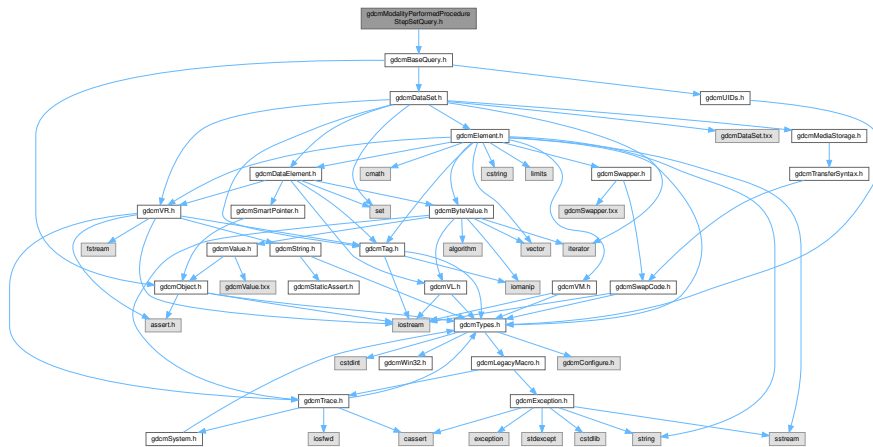 gdcmModalityPerformedProcedure
StepSetQuery.h
gdcmBaseQuery.h
gdcmDataSet.h
gdcmUIDs.h
gdcmElement.h
gdcmDataSet.txx
gdcmMediaStorage.h
gdcmDataElement.h
cmath
cstring
limits
gdcmSwapper.h
gdcmTransferSyntax.h
gdcmVR.h
gdcmSmartPointer.h
set
gdcmByteValue.h
gdcmSwapper.txx
fstream
gdcmValue.h
gdcmString.h
gdcmTag.h
algorithm
vector
iterator
gdcmObject.h
gdcmValue.txx
gdcmStaticAssert.h
gdcmVL.h
iomanip
gdcmVM.h
gdcmSwapCode.h
assert.h
iostream
gdcmTypes.h
cstdint
gdcmWin32.h
gdcmLegacyMacro.h
gdcmConfigure.h
gdcmTrace.h
gdcmException.h
gdcmSystem.h
iosfwd
cassert
exception
stdexcept
cstdlib
string
sstream